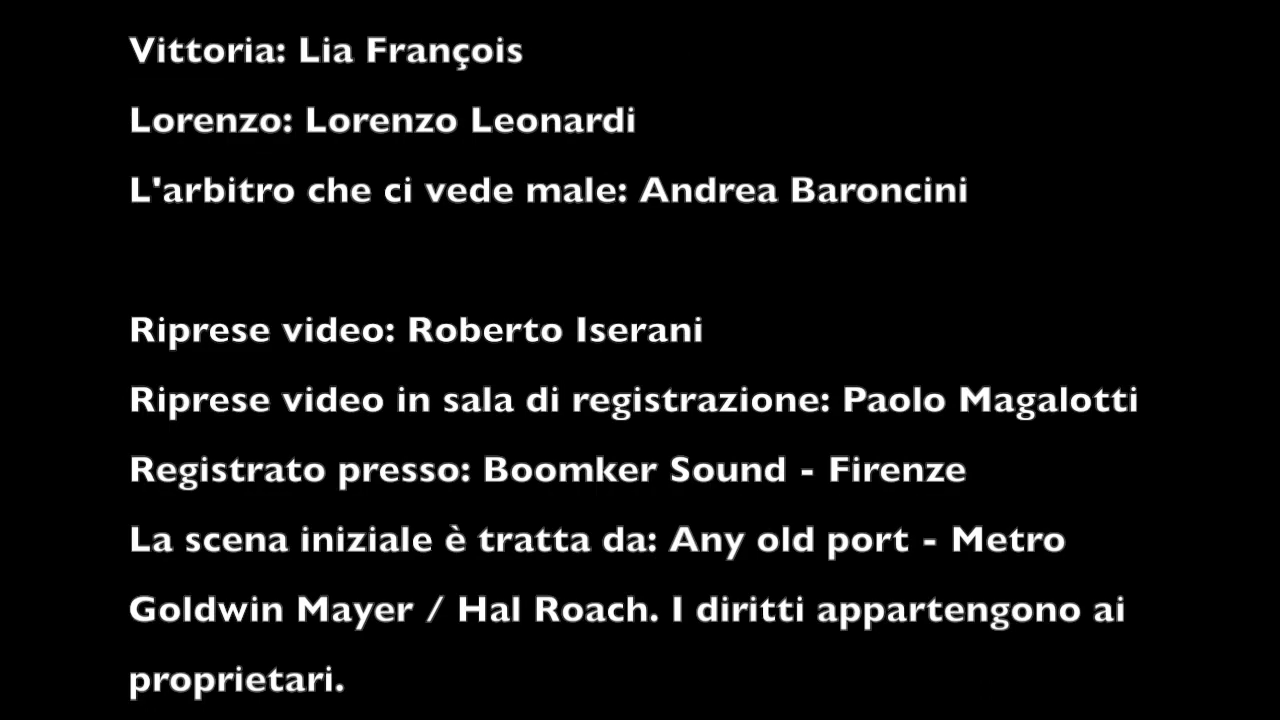 Vittoria: Lia François
Lorenzo: Lorenzo Leonardi
L'arbitro che ci vede male: Andrea Baroncini
Riprese video: Roberto Iserani
Riprese video in sala di registrazione: Paolo Magalotti
Registrato presso: Boomker Sound - Firenze
La scena iniziale è tratta da: Any old port - Metro
Goldwin Mayer / Hal Roach. I diritti appartengono ai
proprietari.